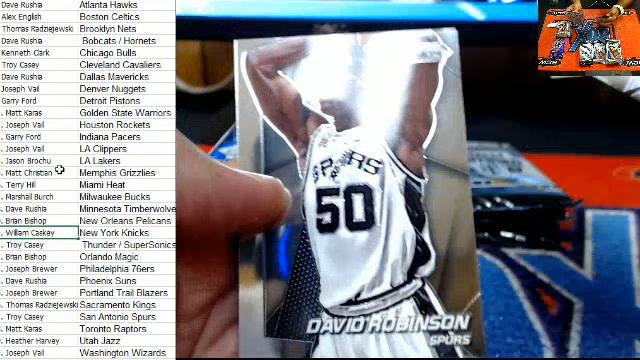 Dave Rushia Atlanta Hawks
Alex English Boston Celtics
Thomas Radziejewski Brooklyn Nets
Dave Rushia Bobcats / Hornets
Kenneth Clark Chicago Bulls
Troy Casey Cleveland Cavaliers
Dave Rushia Dallas Mavericks
Joseph Vail Denver Nuggets
Garry Ford Detroit Pistons
. Matt Karas Golden State Warriors
. Joseph Vail Houston Rockets
. Garry Ford Indiana Pacers
. Joseph Vail LA Clippers
. Jason Brochu LA Lakers
. Matt Christian Memphis Grizzlies
. Terry Hill Miami Heat
. Marshall Burch Milwaukee Bucks
. Dave Rushia Minnesota Timberwolve
. Brian Bishop New Orleans Pelicans
. Willam Caskey New York Knicks
. Troy Casey Thunder / SuperSonics
. Brian Bishop Orlando Magic
. Joseph Brewer Philadelphia 76ers
. Dave Rushia Phoenix Suns
. Joseph Brewer Portland Trail Blazers
. Thomas Radziejewski Sacramento Kings
. Troy Casey San Antonio Spurs
. Matt Karas Toronto Raptors
. Heather Harvey Utah Jazz
. Joseph Vail Washington Wizards
SPURS
50
DAVID ROBINSON
SPURS